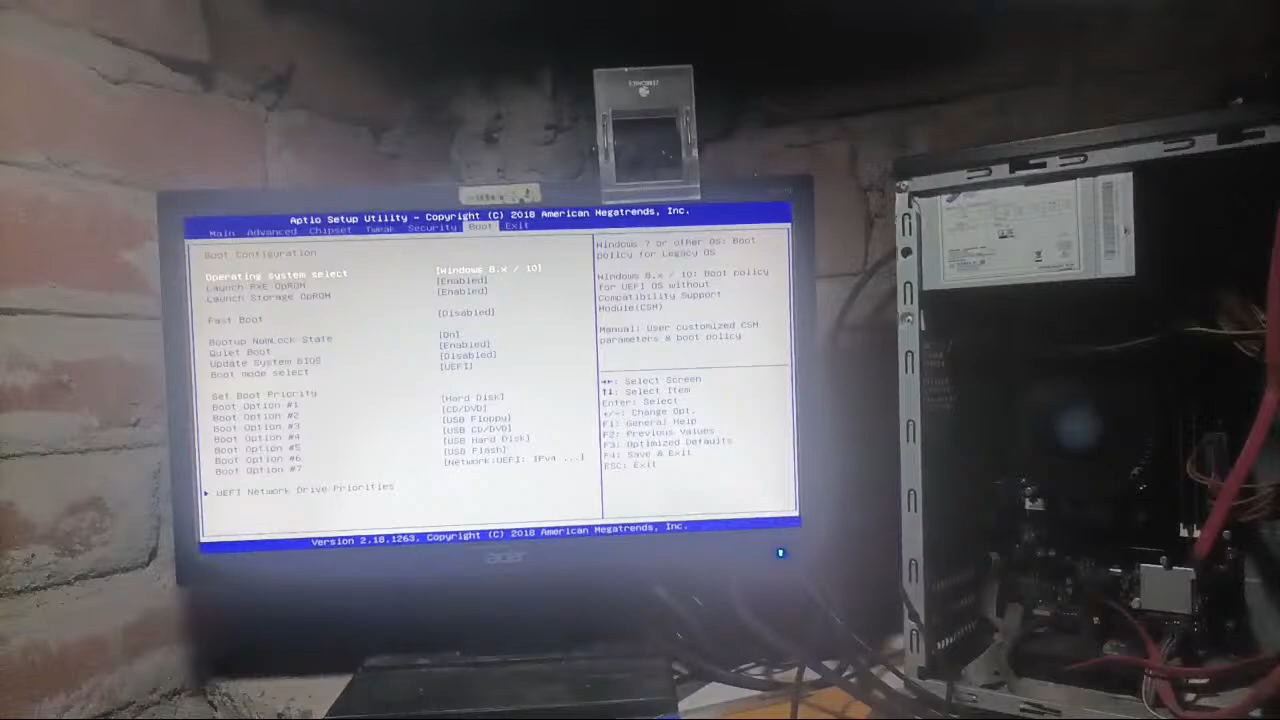 Aptio Setup Utility - Copyright (C) 2018 American Megatrends, Inc.
Main Advanced Chipset Tweak Security Boot Exit
Boot Configuration
Operating System select [Windows 8.x / 10]
Launch PXE OpROM [Enabled]
Launch Storage OpROM [Enabled]
Fast Boot [Disabled]
Bootup NumLock State [On]
Quiet Boot [Enabled]
Update System BIOS [Disabled]
Boot mode select [UEFI]
Set Boot Priority
Boot Option #1 [Hard Disk]
Boot Option #2 [CD/DVD]
Boot Option #3 [USB Floppy]
Boot Option #4 [USB CD/DVD]
Boot Option #5 [USB Hard Disk]
Boot Option #6 [USB Flash]
Boot Option #7 [Network:UEFI: IPv4 ...]
UEFI Network Drive Priorities
Windows 7 or other OS: Boot
policy for Legacy OS
Windows 8.x / 10: Boot policy
for UEFI OS without
Compatibility Support
Module(CSM)
Manual: User customized CSM
parameters & boot policy
→←: Select Screen
↑↓: Select Item
Enter: Select
+/-: Change Opt.
F1: General Help
F2: Previous Values
F3: Optimized Defaults
F4: Save & Exit
ESC: Exit
Version 2.18.1263. Copyright (C) 2018 American Megatrends, Inc.
acer